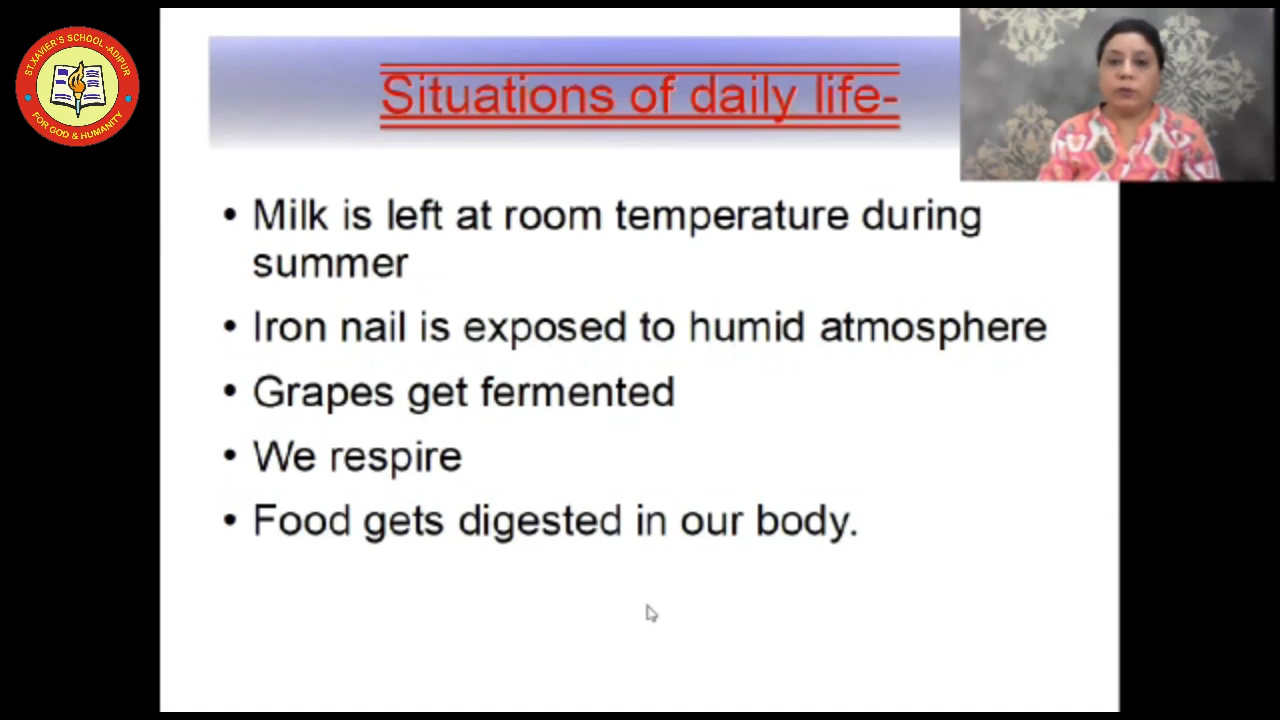 ST.XAVIER'S SCHOOL-ADIPUR
FOR GOD & HUMANITY
Situations of daily life-
• Milk is left at room temperature during
summer
• Iron nail is exposed to humid atmosphere
• Grapes get fermented
• We respire
• Food gets digested in our body.